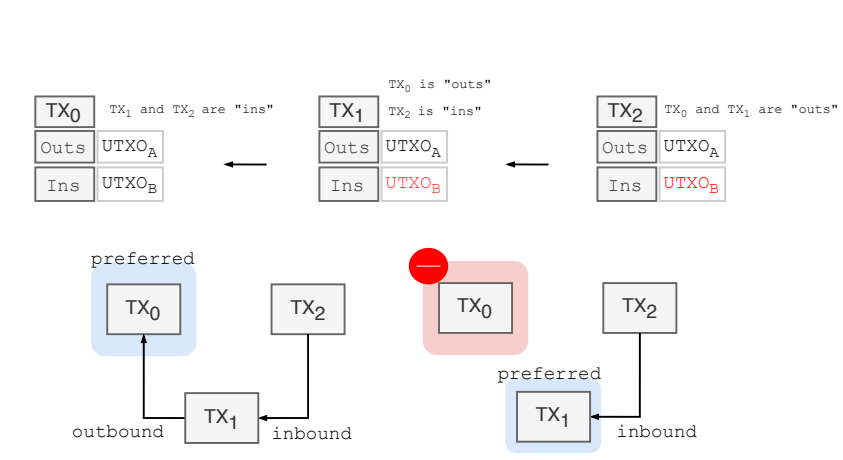 TX0 is "outs"
TX0 TX1 and TX2 are "ins" TX1 TX2 is "ins" TX2 TX0 and TX1 are "outs"
Outs UTXOA Outs UTXOA Outs UTXOA
Ins UTXOB Ins UTXOB Ins UTXOB
preferred
TX0 TX2 TX0 TX2
preferred
TX1 TX1
outbound inbound inbound